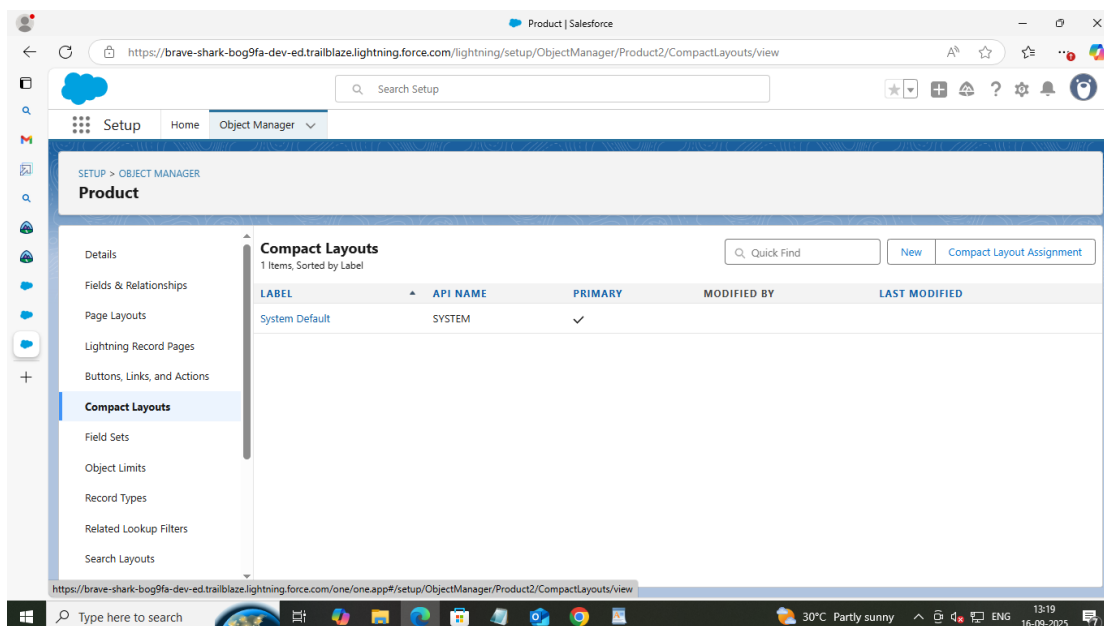 Product | Salesforce
https://brave-shark-bog9fa-dev-ed.trailblaze.lightning.force.com/lightning/setup/ObjectManager/Product2/CompactLayouts/view
Search Setup
Setup Home Object Manager
SETUP > OBJECT MANAGER
Product
Details
Fields & Relationships
Page Layouts
Lightning Record Pages
Buttons, Links, and Actions
Compact Layouts
Field Sets
Object Limits
Record Types
Related Lookup Filters
Search Layouts
Compact Layouts
1 Items, Sorted by Label
Quick Find
New
Compact Layout Assignment
LABEL API NAME PRIMARY MODIFIED BY LAST MODIFIED
System Default SYSTEM
https://brave-shark-bog9fa-dev-ed.trailblaze.lightning.force.com/one/one.app#/setup/ObjectManager/Product2/CompactLayouts/view
Type here to search
30°C Partly sunny
ENG
13:19
16-09-2025